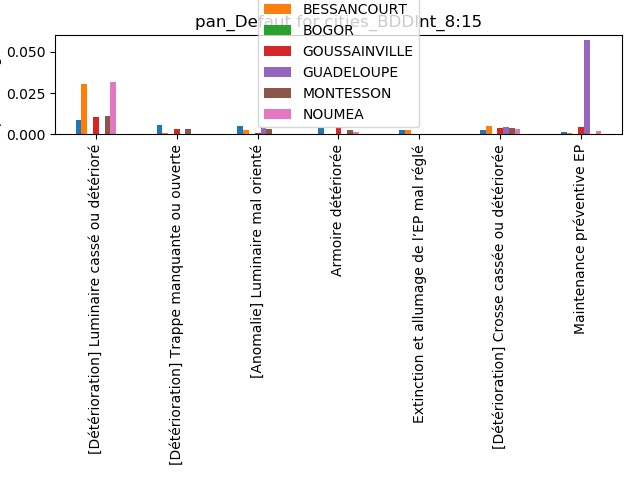 BESSANCOURT
pan_Defaut for cities_BDDInt_8:15
BOGOR
GOUSSAINVILLE
GUADELOUPE
MONTESSON
NOUMEA
0.050
0.025
0.000
[Détérioration] Luminaire cassé ou détérioré
[Détérioration] Trappe manquante ou ouverte
[Anomalie] Luminaire mal orienté
Armoire détériorée
Extinction et allumage de l’EP mal réglé
[Détérioration] Crosse cassée ou détériorée
Maintenance préventive EP